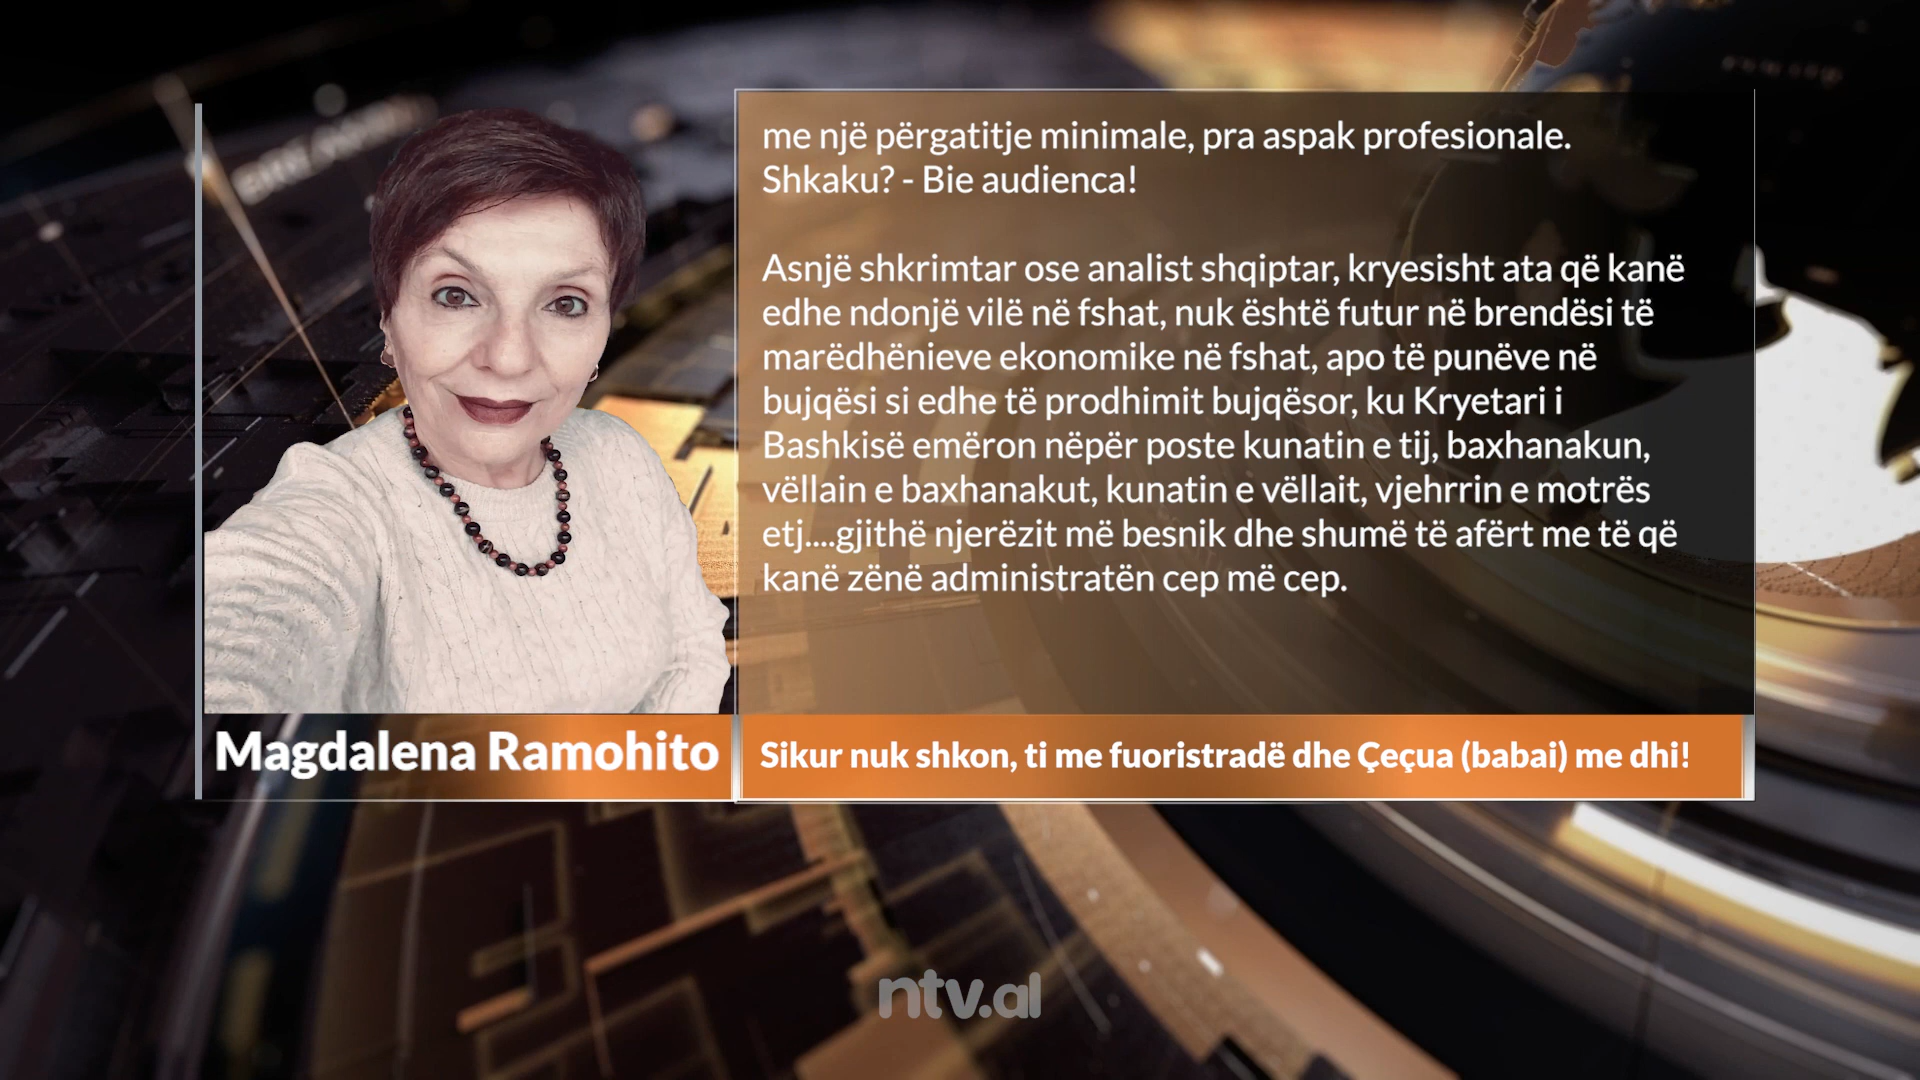 me një përgatitje minimale, pra aspak profesionale.
Shkaku? - Bie audienca!
Asnjë shkrimtar ose analist shqiptar, kryesisht ata që kanë
edhe ndonjë vilë në fshat, nuk është futur në brendësi të
marëdhënieve ekonomike në fshat, apo të punëve në
bujqësi si edhe të prodhimit bujqësor, ku Kryetari i
Bashkisë emëron nëpër poste kunatin e tij, baxhanakun,
vëllain e baxhanakut, kunatin e vëllait, vjehrrin e motrës
etj....gjithë njerëzit më besnik dhe shumë të afërt me të që
kanë zënë administratën cep më cep.
Magdalena Ramohito
Sikur nuk shkon, ti me fuoristradë dhe Çeçua (babai) me dhi!
ntv.al